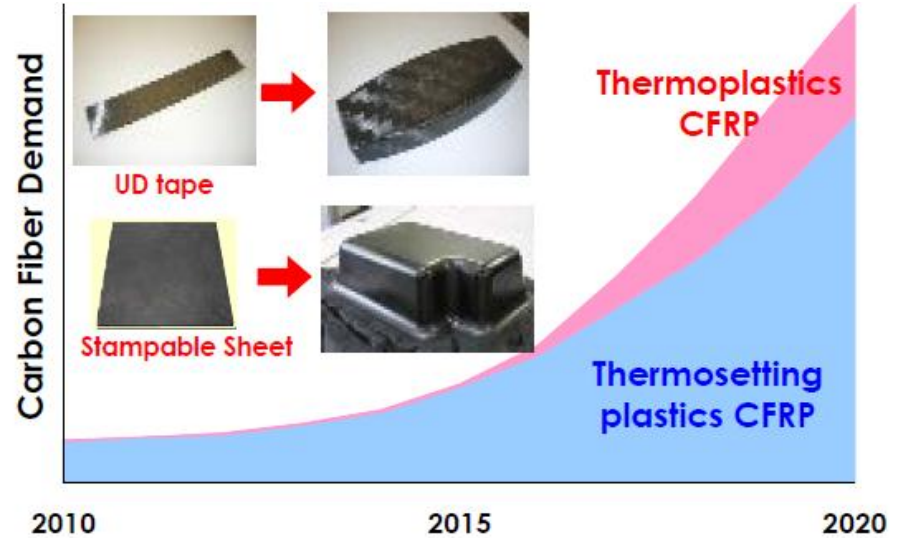 Carbon Fiber Demand
UD tape
Stampable Sheet
Thermoplastics
CFRP
Thermosetting
plastics CFRP
2010
2015
2020